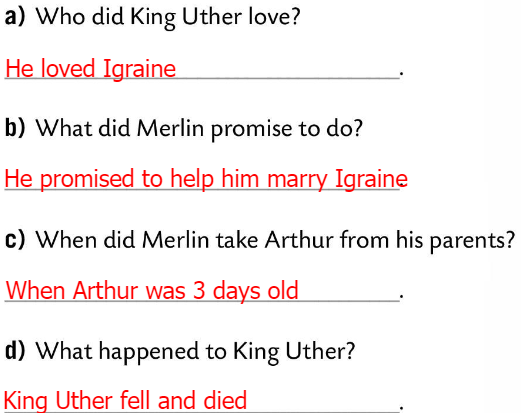 a) Who did King Uther love?
He loved Igraine.
b) What did Merlin promise to do?
He promised to help him marry Igraine.
c) When did Merlin take Arthur from his parents?
When Arthur was 3 days old.
d) What happened to King Uther?
King Uther fell and died.